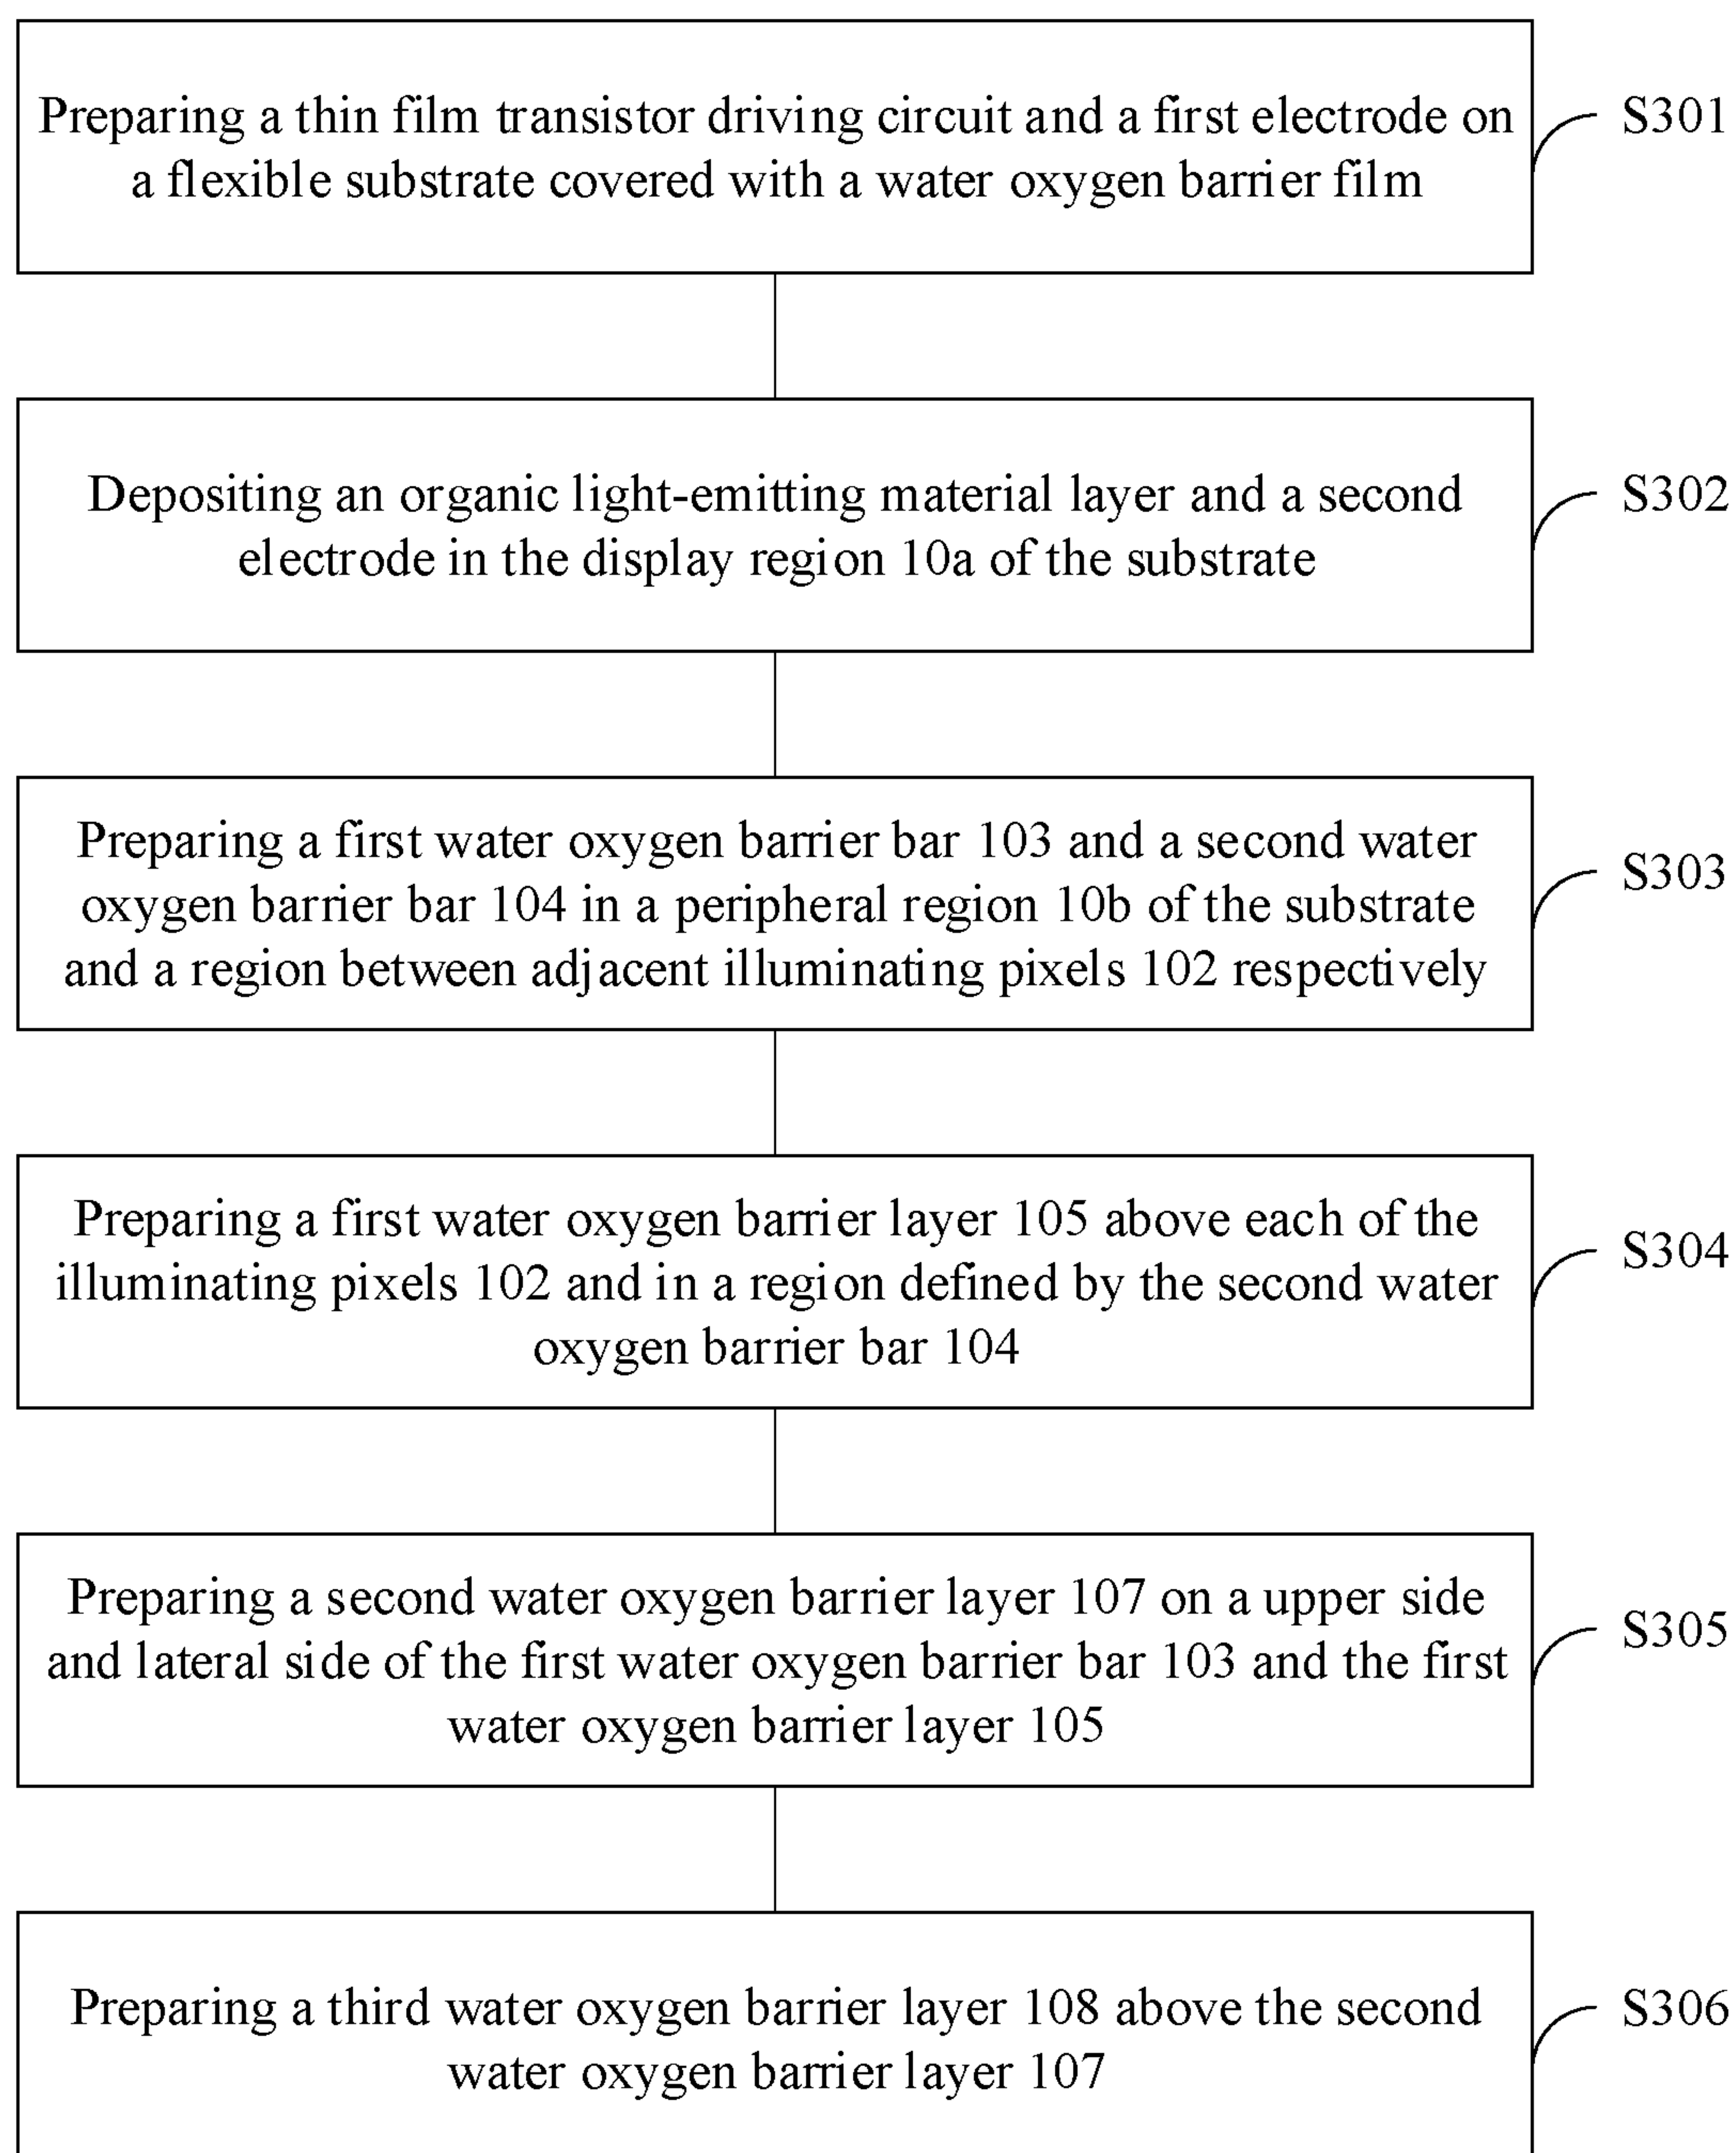 Preparing a thin film transistor driving circuit and a first electrode on
a flexible substrate covered with a water oxygen barrier film
S301
Depositing an organic light-emitting material layer and a second
electrode in the display region 10a of the substrate
S302
Preparing a first water oxygen barrier bar 103 and a second water
oxygen barrier bar 104 in a peripheral region 10b of the substrate
and a region between adjacent illuminating pixels 102 respectively
S303
Preparing a first water oxygen barrier layer 105 above each of the
illuminating pixels 102 and in a region defined by the second water
oxygen barrier bar 104
S304
Preparing a second water oxygen barrier layer 107 on a upper side
and lateral side of the first water oxygen barrier bar 103 and the first
water oxygen barrier layer 105
S305
Preparing a third water oxygen barrier layer 108 above the second
water oxygen barrier layer 107
S306